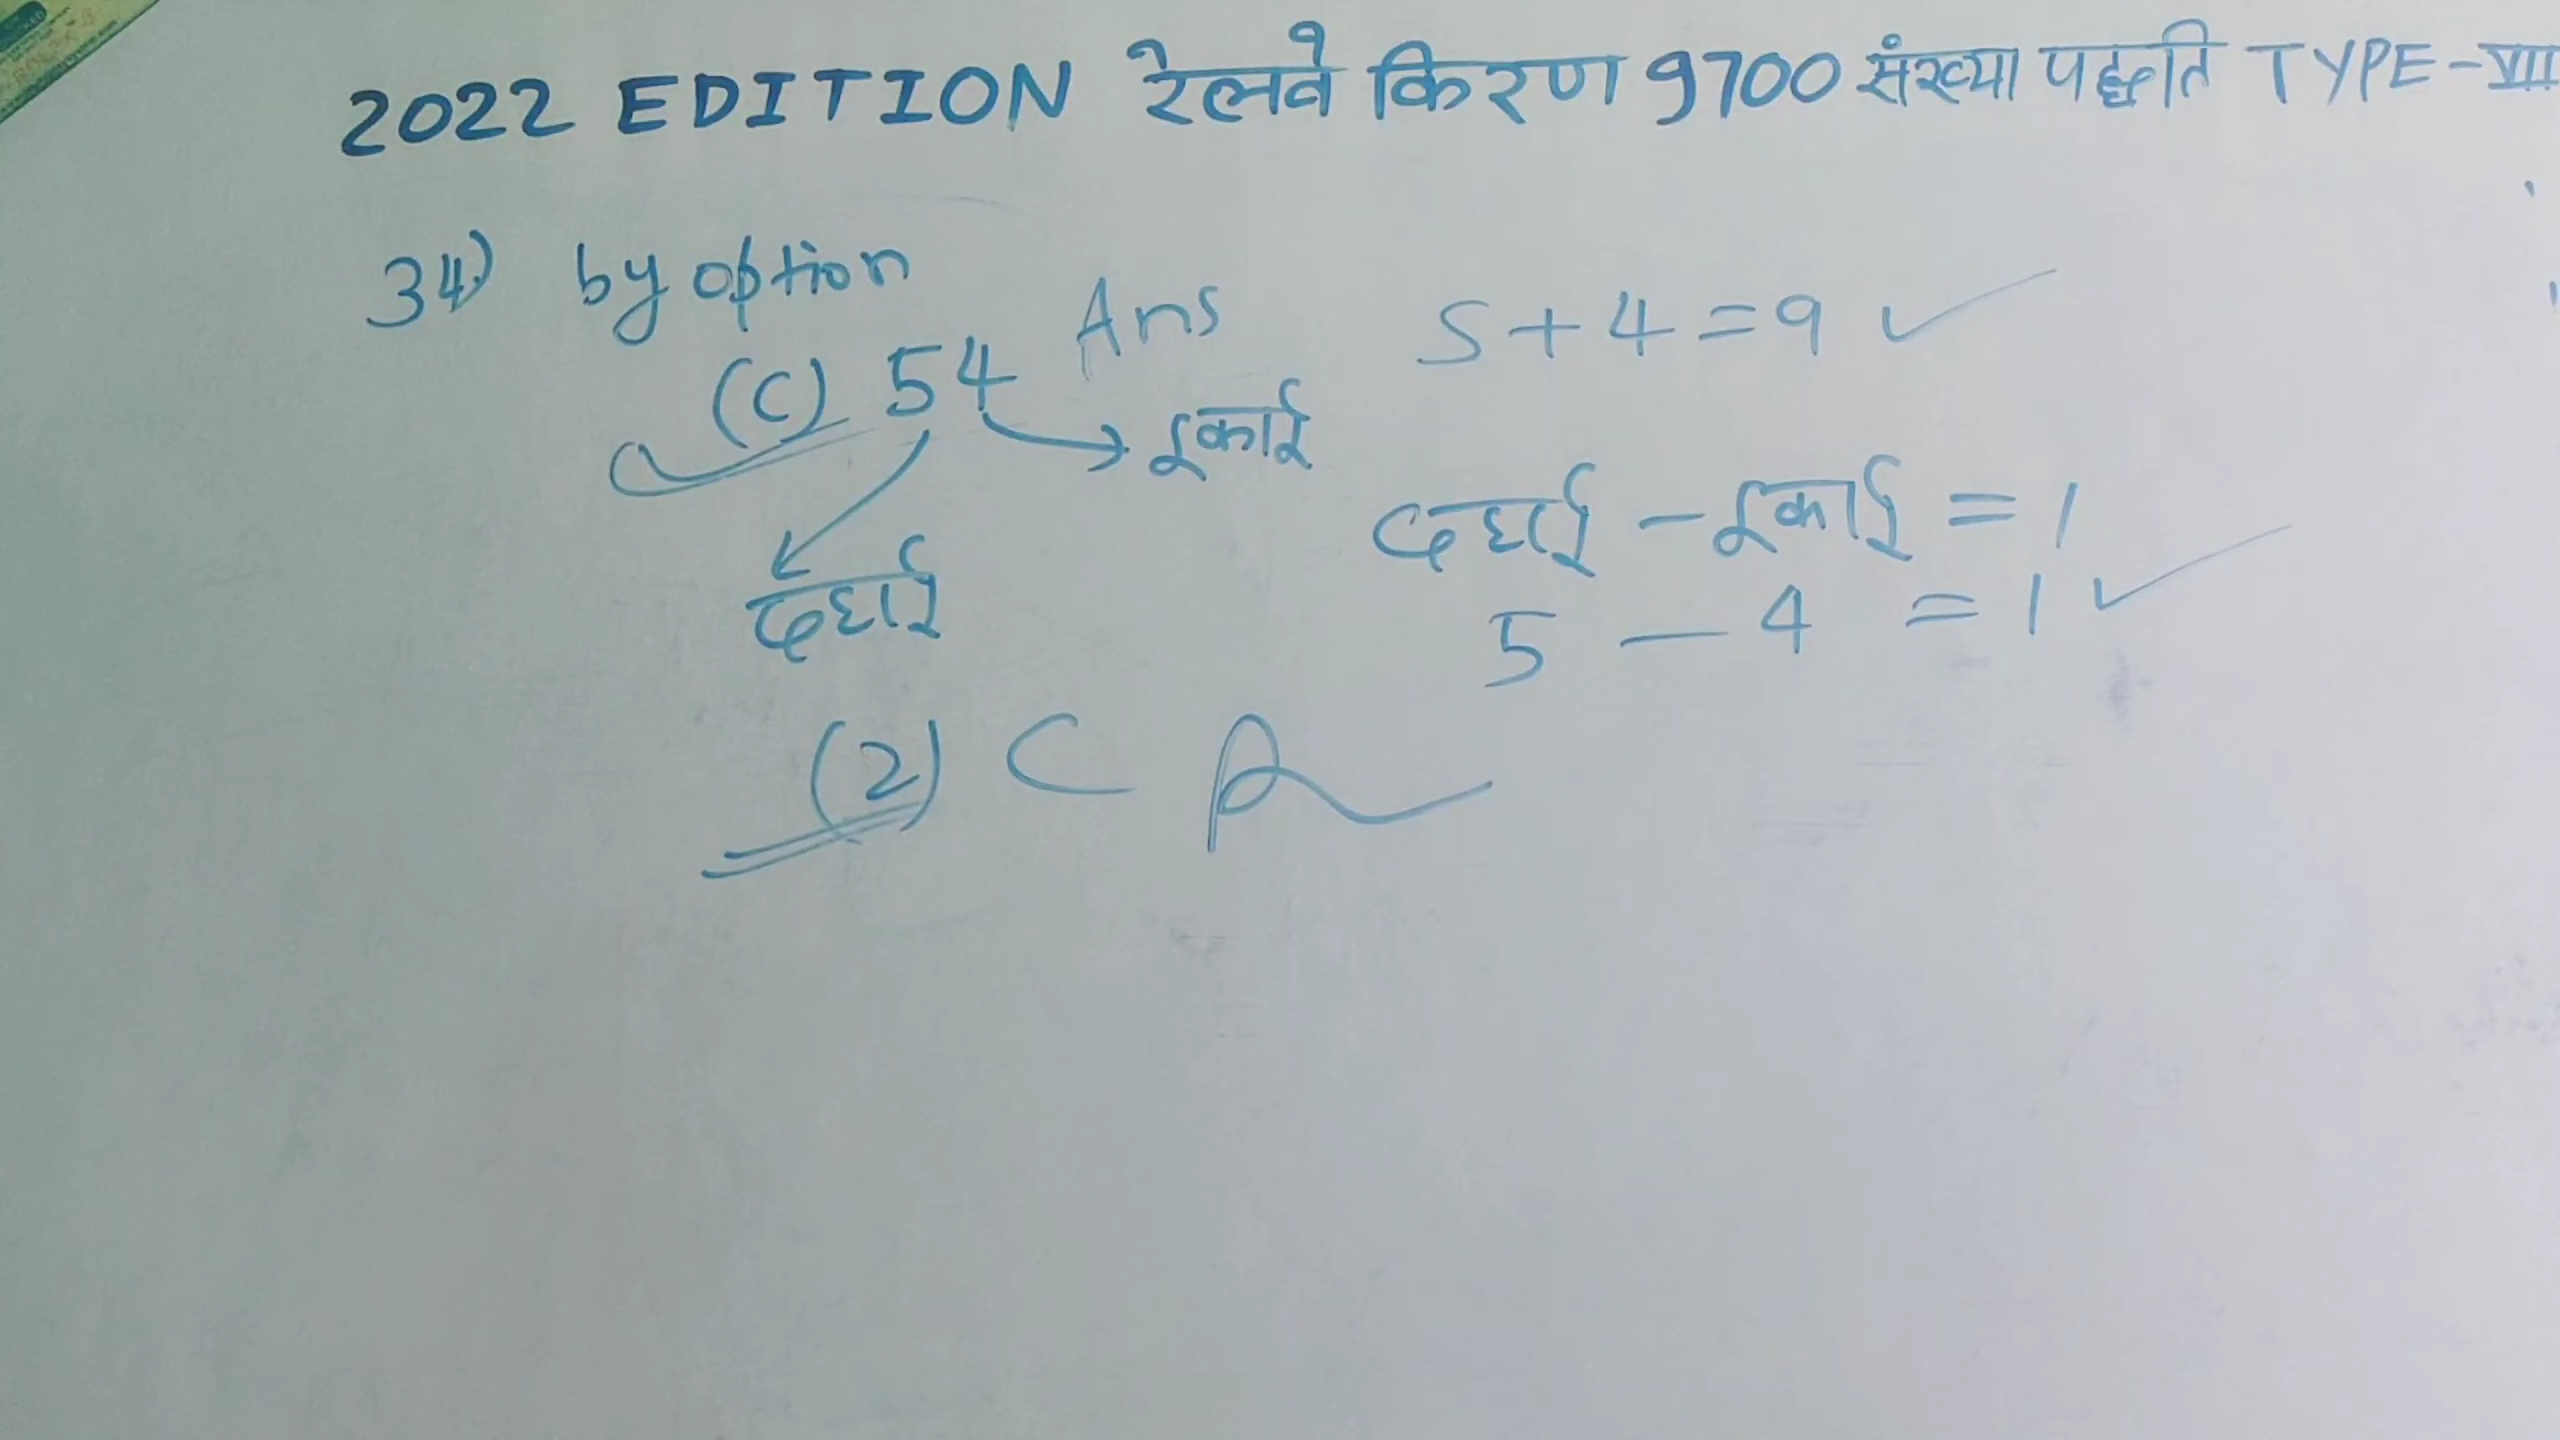 2022 EDITION रेलवे किरण 9700 संख्या पद्धति TYPE-VII
34) by option
(C) 54 Ans
5+4=9 ✓
इकाई
दहाई
दहाई - इकाई = 1
5 - 4 = 1 ✓
(2) C